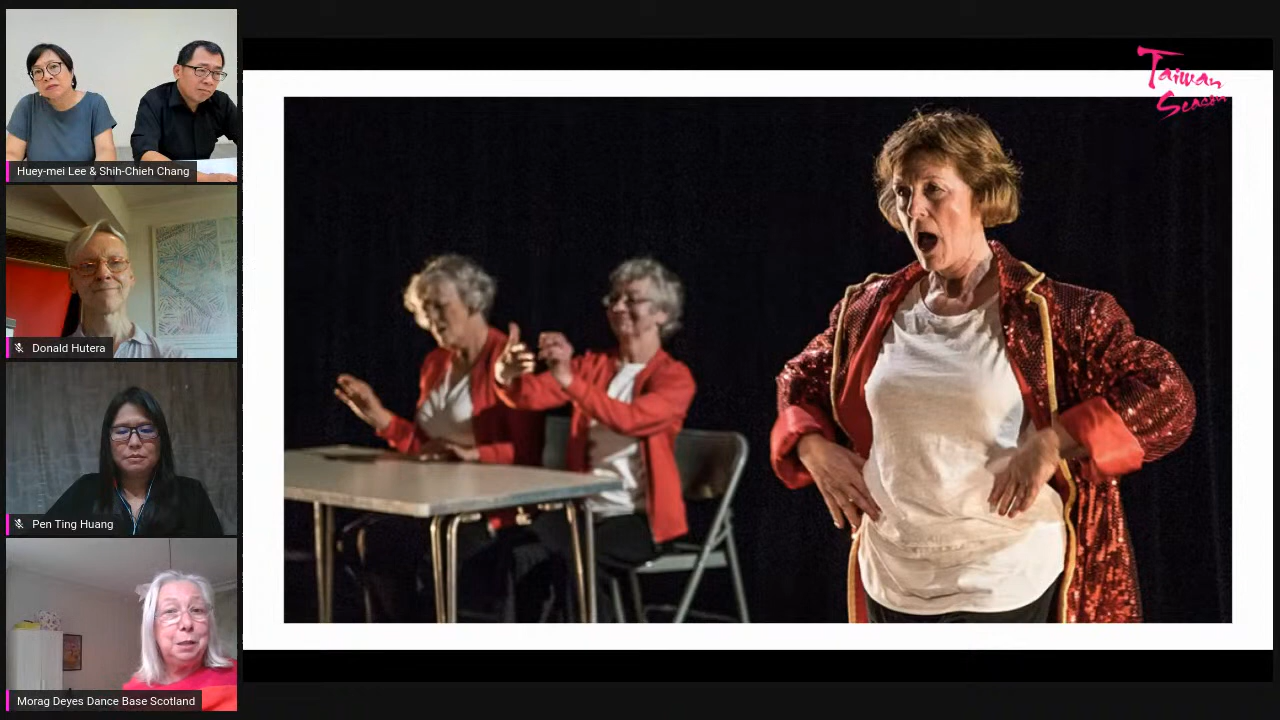 Taiwan
Season
Huey-mei Lee & Shih-Chieh Chang
Donald Hutera
Pen Ting Huang
Morag Deyes Dance Base Scotland